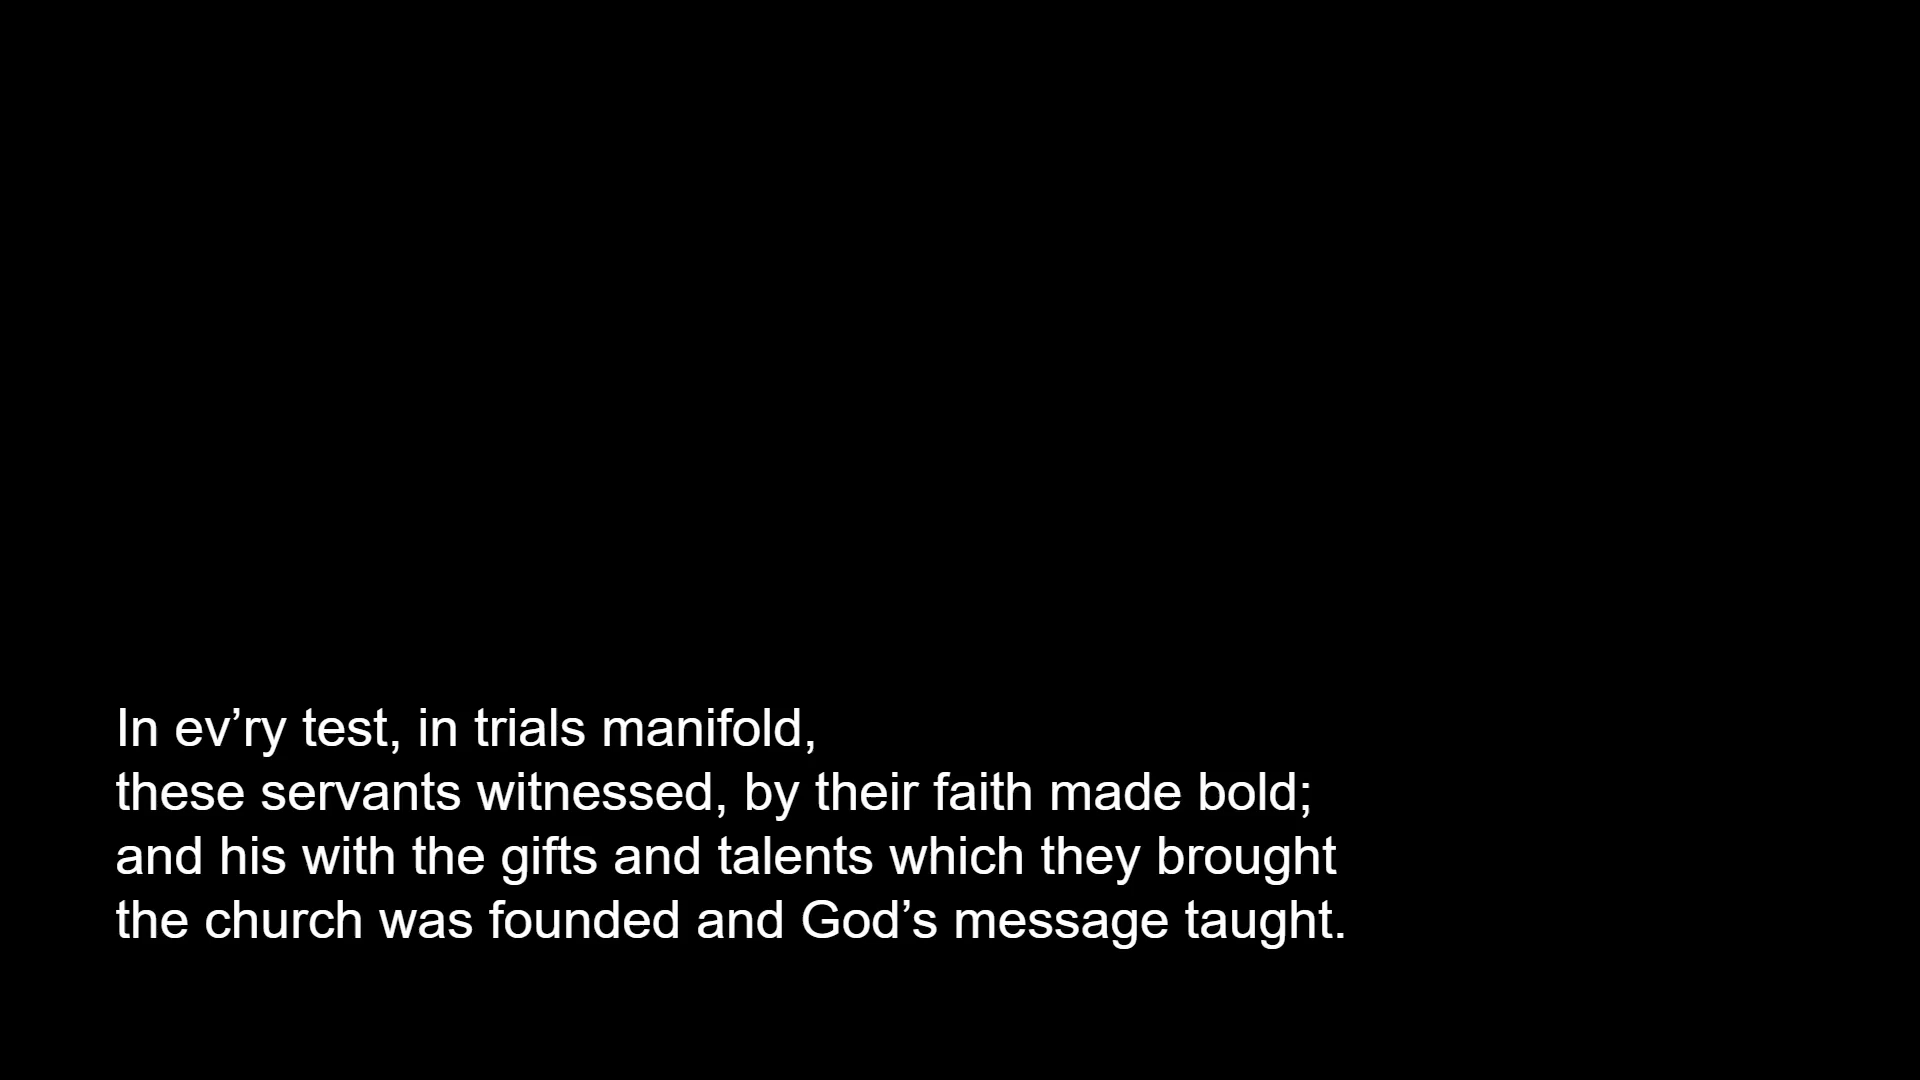 In ev’ry test, in trials manifold,
these servants witnessed, by their faith made bold;
and his with the gifts and talents which they brought
the church was founded and God’s message taught.